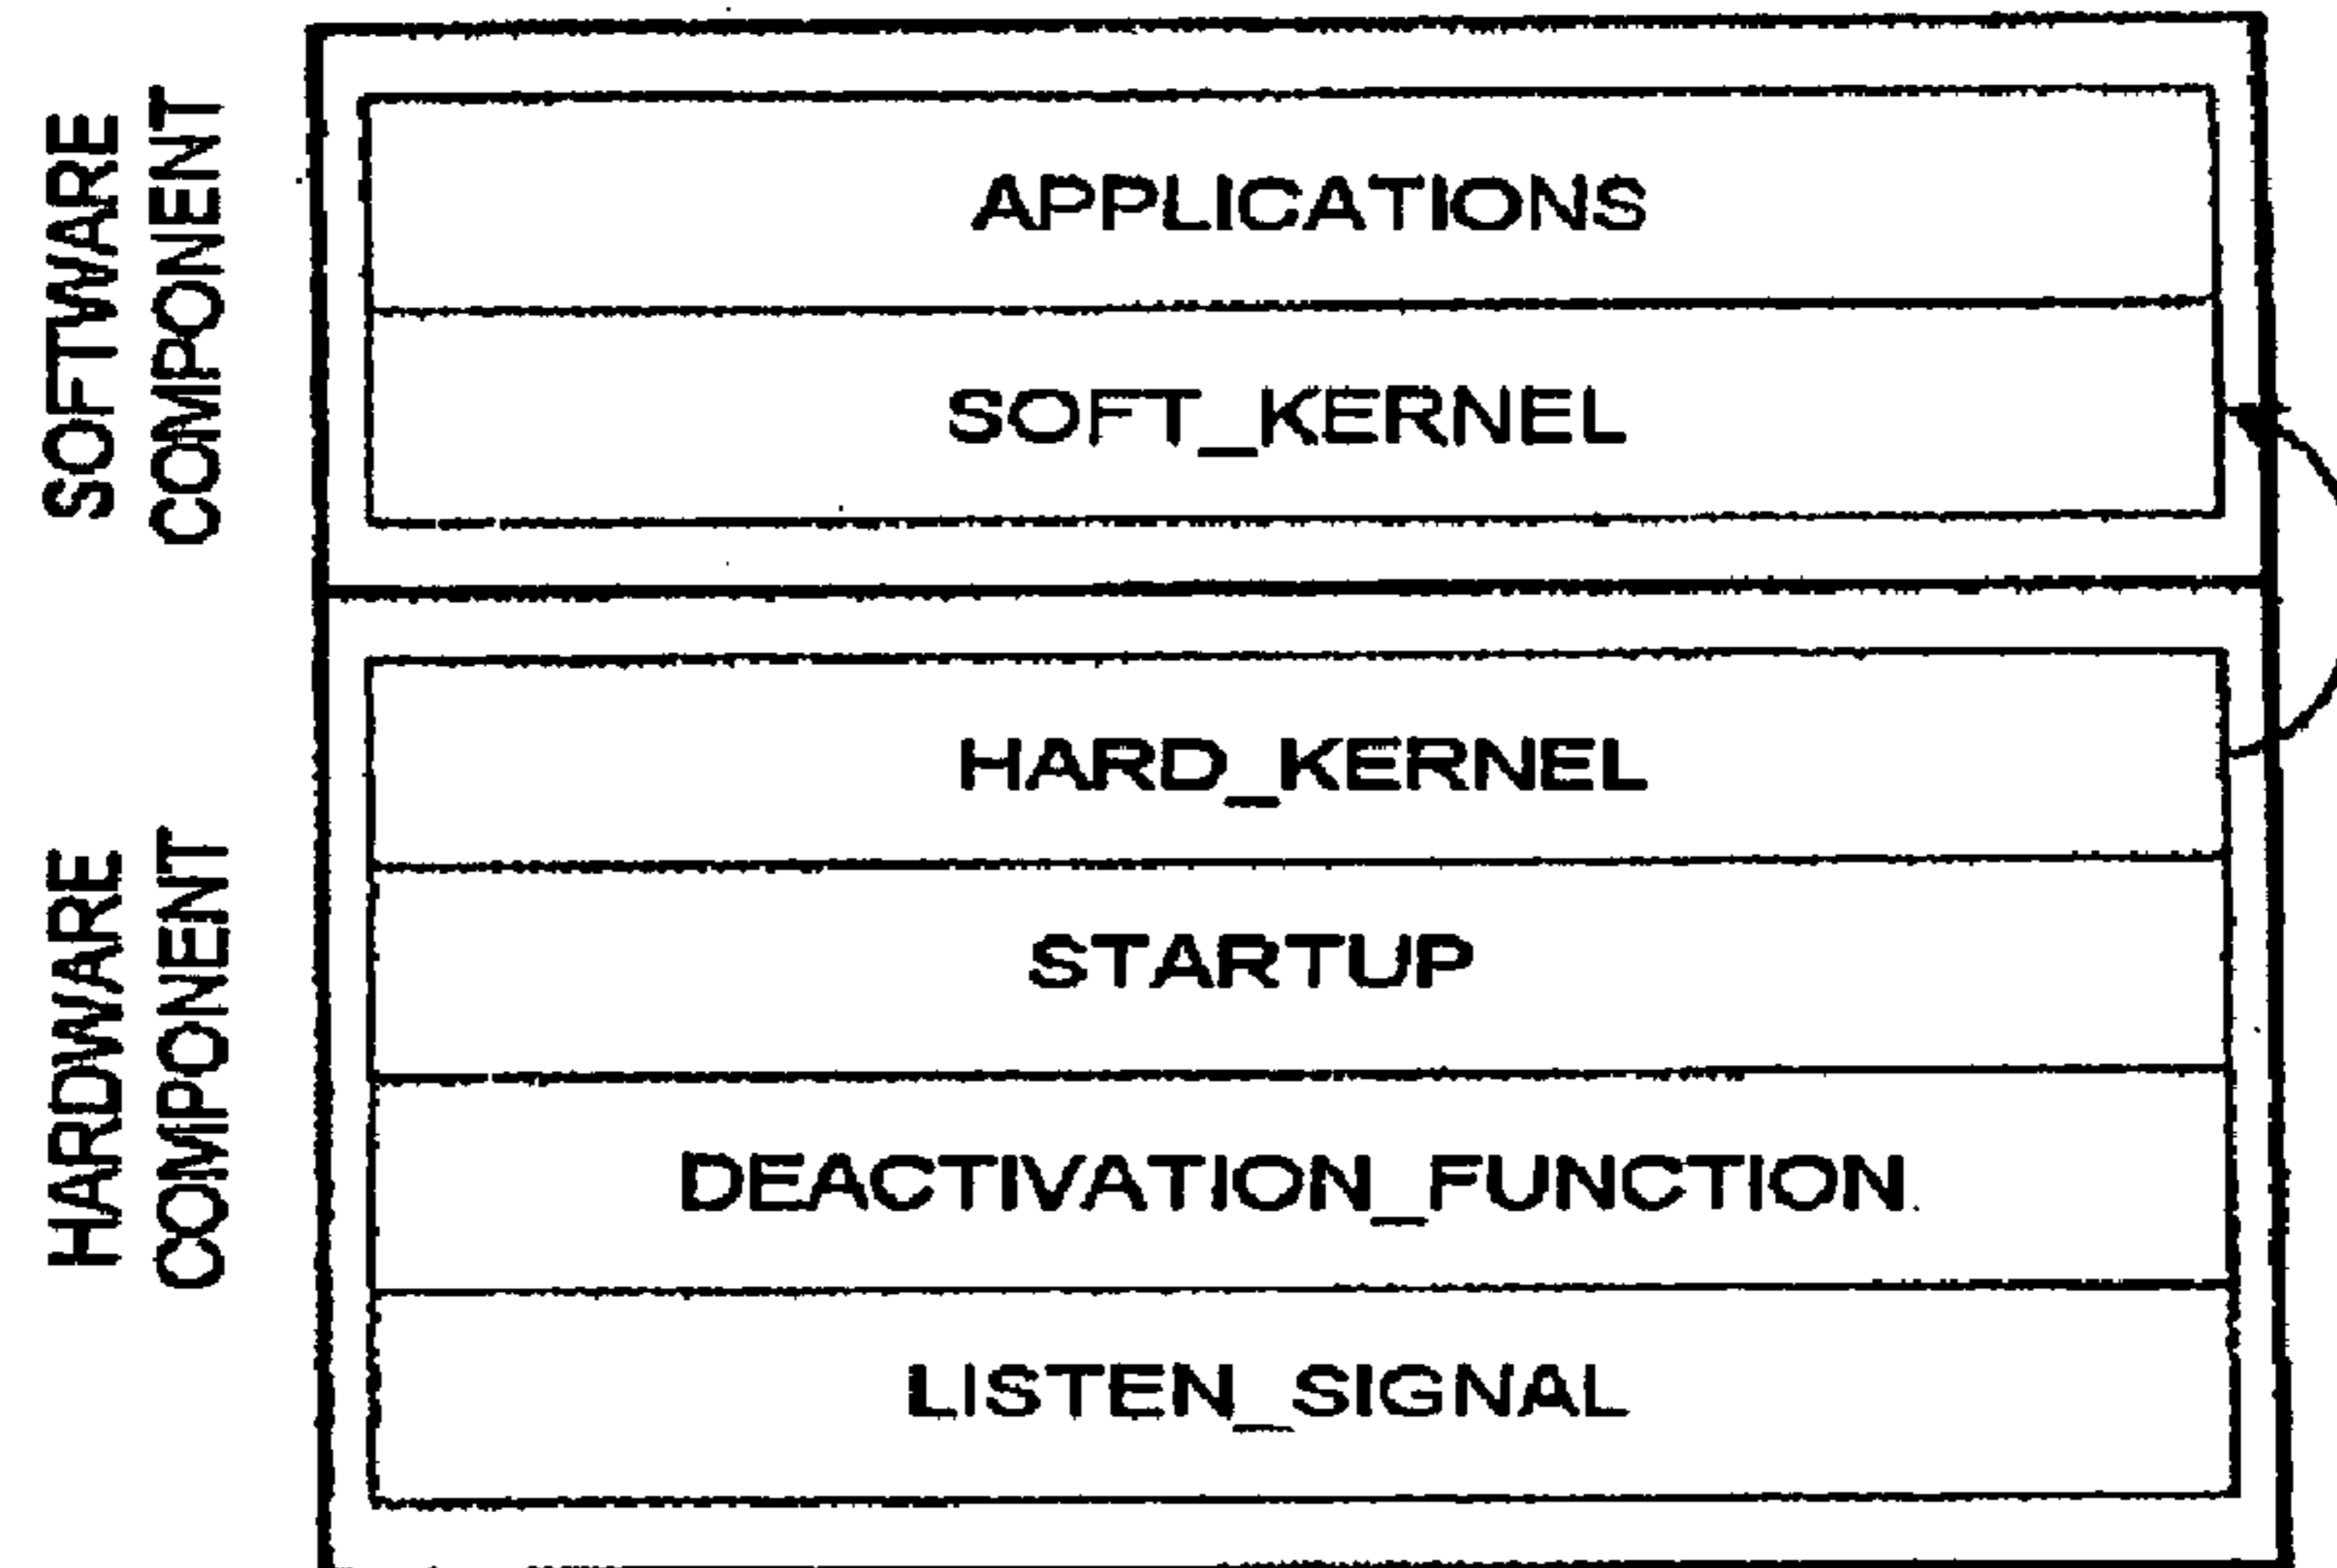 SOFTWARE
COMPONENT
APPLICATIONS
SOFT_KERNEL
HARDWARE
COMPONENT
HARD_KERNEL
STARTUP
DEACTIVATION_FUNCTION
LISTEN_SIGNAL